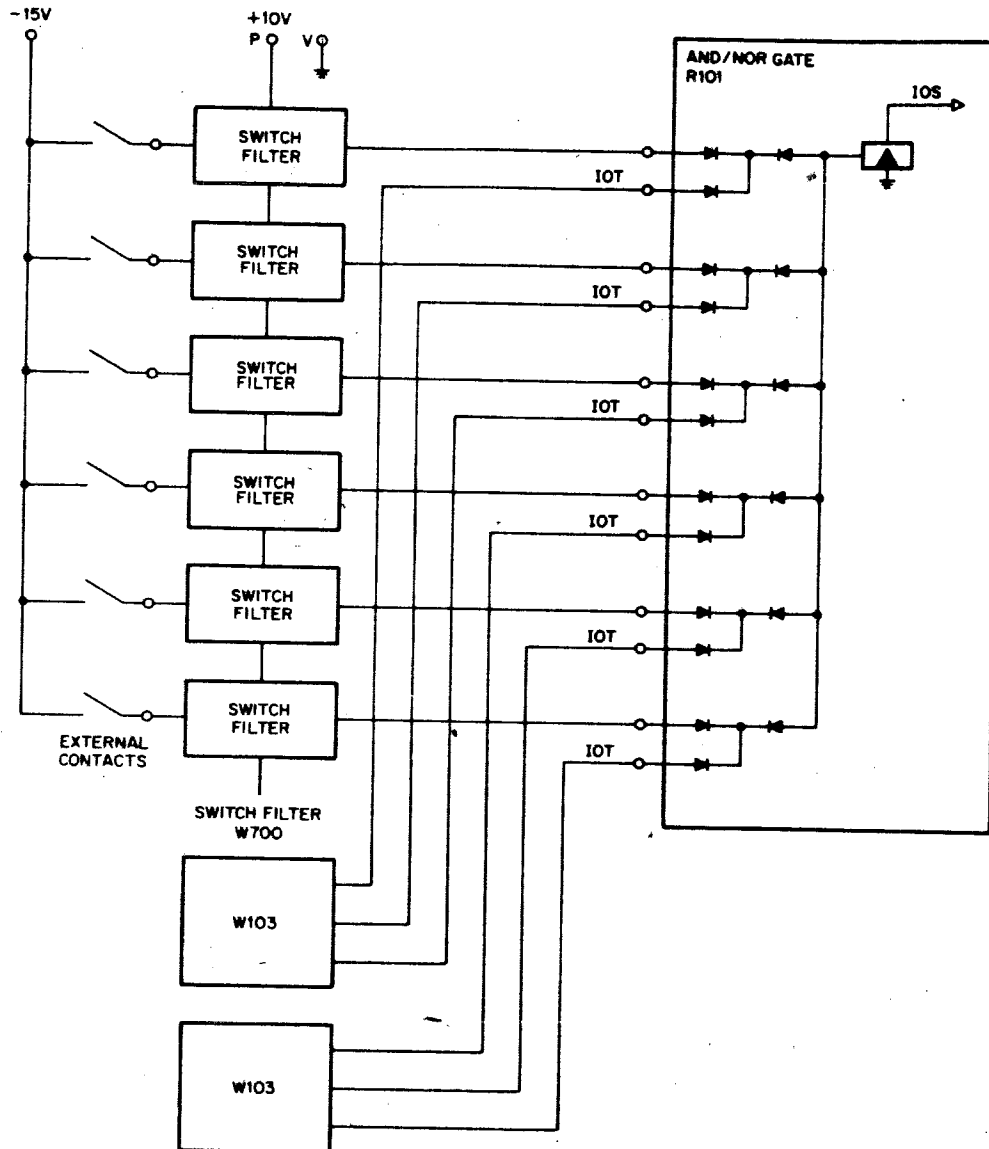 -15V
+10V
P
V
AND/NOR GATE
R101
IOS
SWITCH
FILTER
IOT
SWITCH
FILTER
IOT
SWITCH
FILTER
IOT
SWITCH
FILTER
IOT
SWITCH
FILTER
IOT
SWITCH
FILTER
IOT
EXTERNAL
CONTACTS
SWITCH FILTER
W700
W103
W103